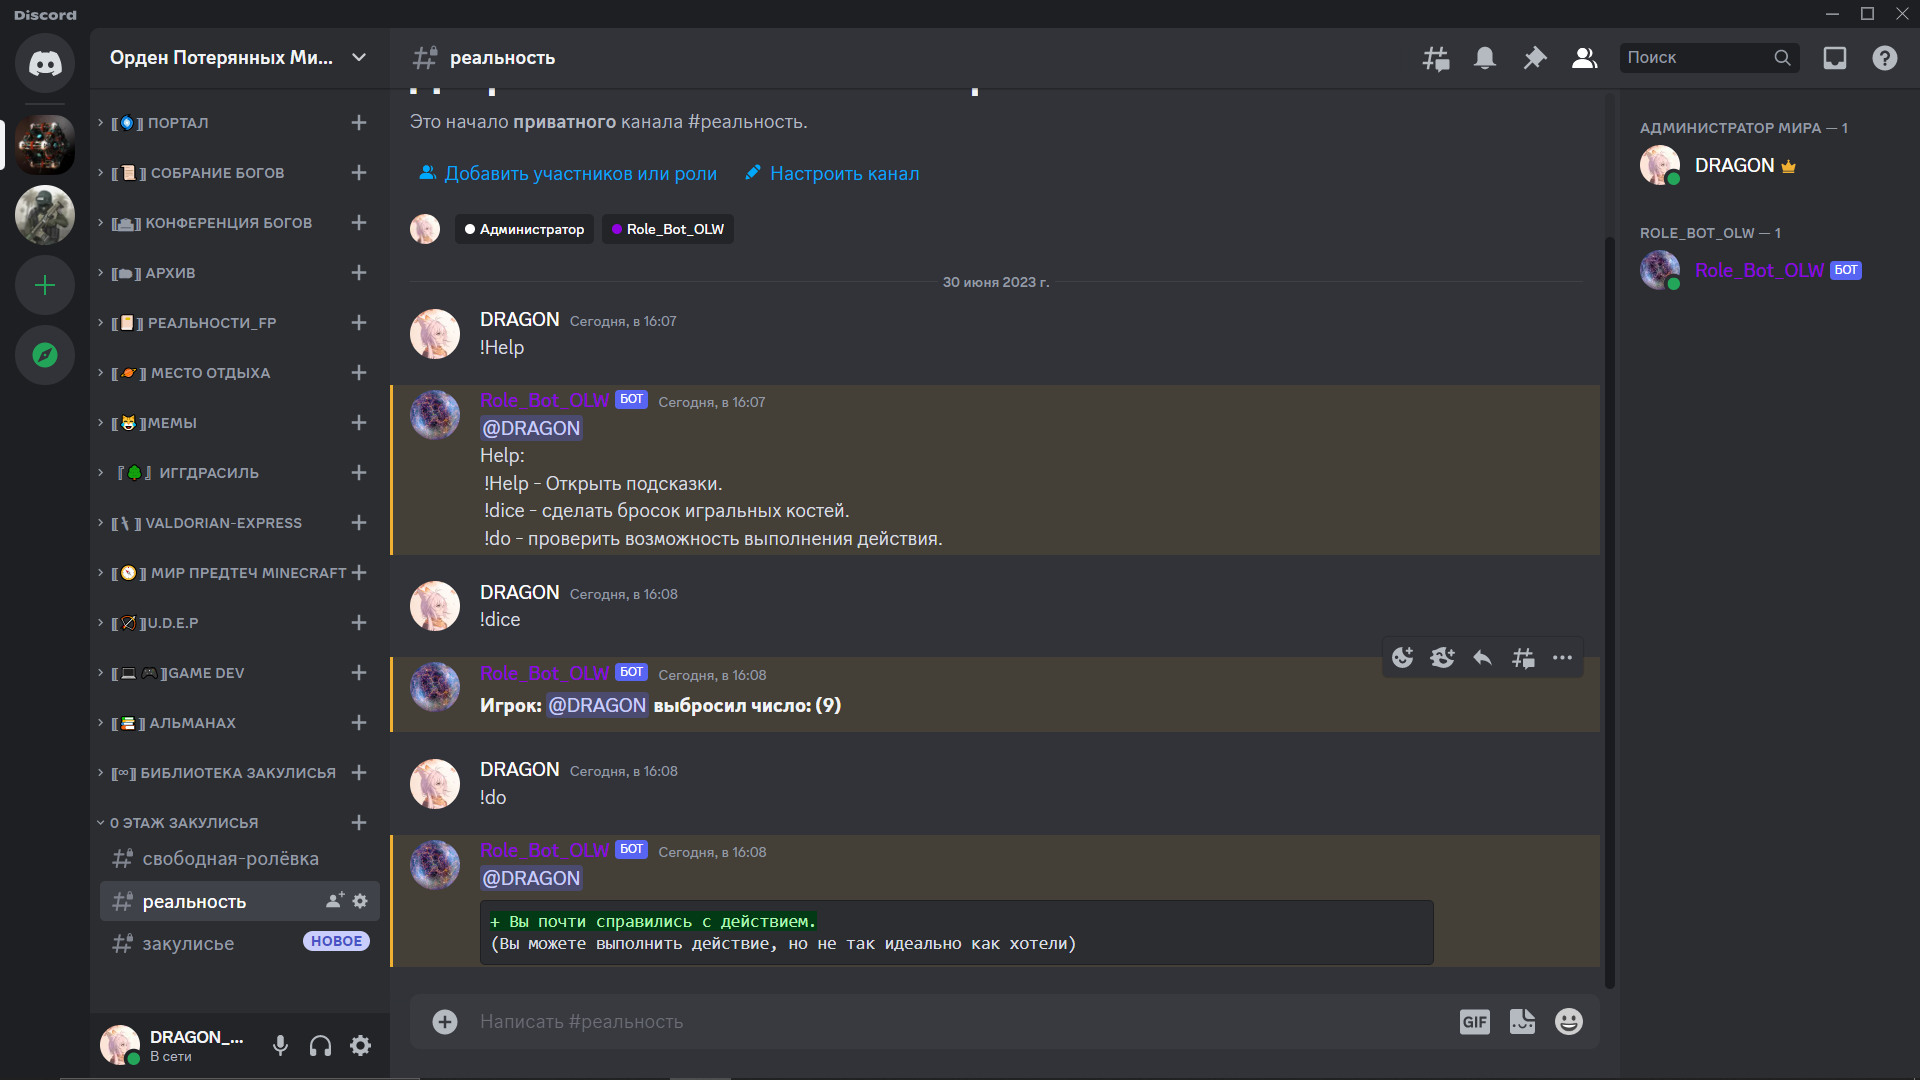 Discord
Орден Потерянных Ми...
реальность
Поиск
ПОРТАЛ
СОБРАНИЕ БОГОВ
КОНФЕРЕНЦИЯ БОГОВ
АРХИВ
РЕАЛЬНОСТИ_FP
МЕСТО ОТДЫХА
МЕМЫ
ИГГДРАСИЛЬ
VALDORIAN-EXPRESS
МИР ПРЕДТЕЧ MINECRAFT
U.D.E.P
GAME DEV
АЛЬМАНАХ
БИБЛИОТЕКА ЗАКУЛИСЬЯ
0 ЭТАЖ ЗАКУЛИСЬЯ
свободная-ролёвка
реальность
закулисье
НОВОЕ
DRAGON_...
В сети
Это начало приватного канала #реальность.
Добавить участников или роли
Настроить канал
Администратор
Role_Bot_OLW
30 июня 2023 г.
DRAGON Сегодня, в 16:07
!Help
Role_Bot_OLW БОТ Сегодня, в 16:07
@DRAGON
Help:
!Help - Открыть подсказки.
!dice - сделать бросок игральных костей.
!do - проверить возможность выполнения действия.
DRAGON Сегодня, в 16:08
!dice
Role_Bot_OLW БОТ Сегодня, в 16:08
Игрок: @DRAGON выбросил число: (9)
DRAGON Сегодня, в 16:08
!do
Role_Bot_OLW БОТ Сегодня, в 16:08
@DRAGON
+ Вы почти справились с действием.
(Вы можете выполнить действие, но не так идеально как хотели)
Написать #реальность
GIF
АДМИНИСТРАТОР МИРА — 1
DRAGON
ROLE_BOT_OLW — 1
Role_Bot_OLW БОТ